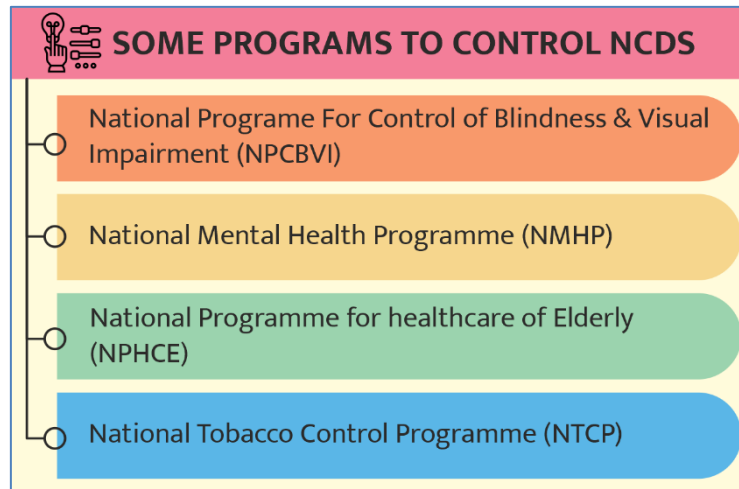 SOME PROGRAMS TO CONTROL NCDS
National Programe For Control of Blindness & Visual
Impairment (NPCBVI)
National Mental Health Programme (NMHP)
National Programme for healthcare of Elderly
(NPHCE)
National Tobacco Control Programme (NTCP)